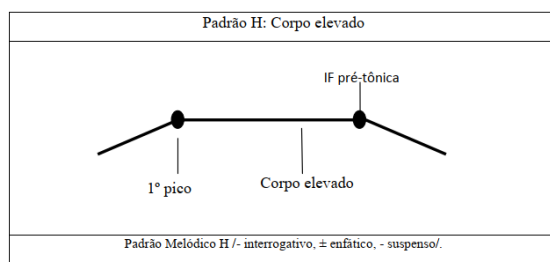 Padrão H: Corpo elevado
IF pré-tônica
1º pico
Corpo elevado
Padrão Melódico H /- interrogativo, ± enfático, - suspenso/.